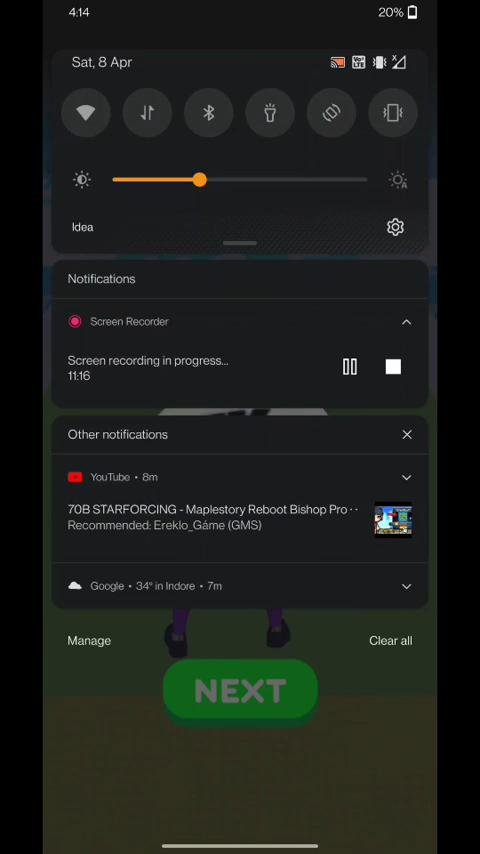 4:14
20%
Sat, 8 Apr
Vo))
LTE
Idea
Notifications
Screen Recorder
Screen recording in progress...
11:16
Other notifications
YouTube • 8m
70B STARFORCING - Maplestory Reboot Bishop Pro··
Recommended: Ereklo_Gáme (GMS)
Google • 34° in Indore • 7m
Manage
Clear all
NEXT